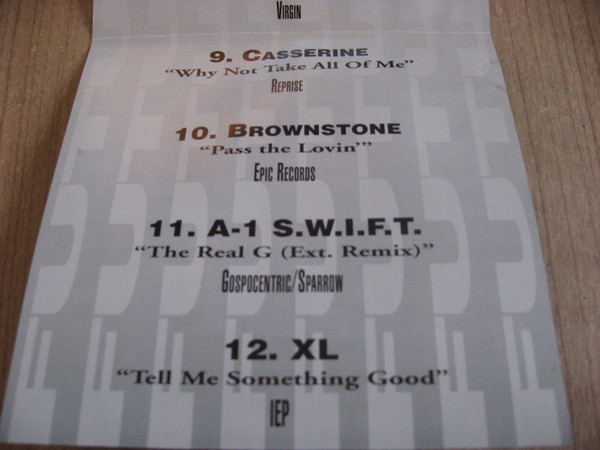 Virgin
9. Casserine
"Why Not Take All Of Me"
Reprise
10. Brownstone
"Pass the Lovin'"
Epic Records
11. A-1 S.W.I.F.T.
"The Real G (Ext. Remix)"
Gospocentric/Sparrow
12. XL
"Tell Me Something Good"
IEP